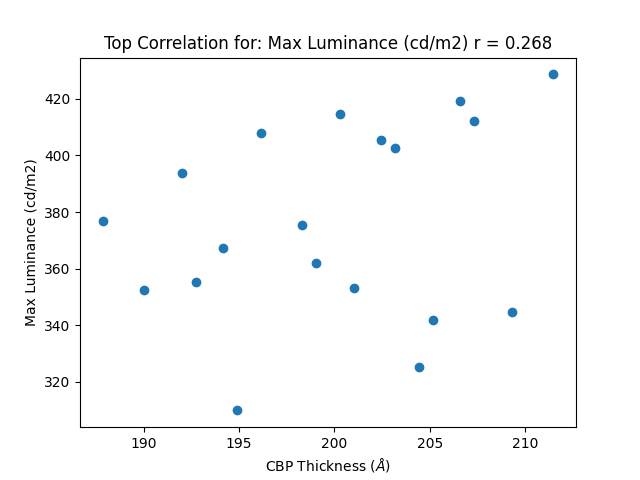 Top Correlation for: Max Luminance (cd/m2) r = 0.268
Max Luminance (cd/m2)
420
400
380
360
340
320
190 195 200 205 210
CBP Thickness (Å)